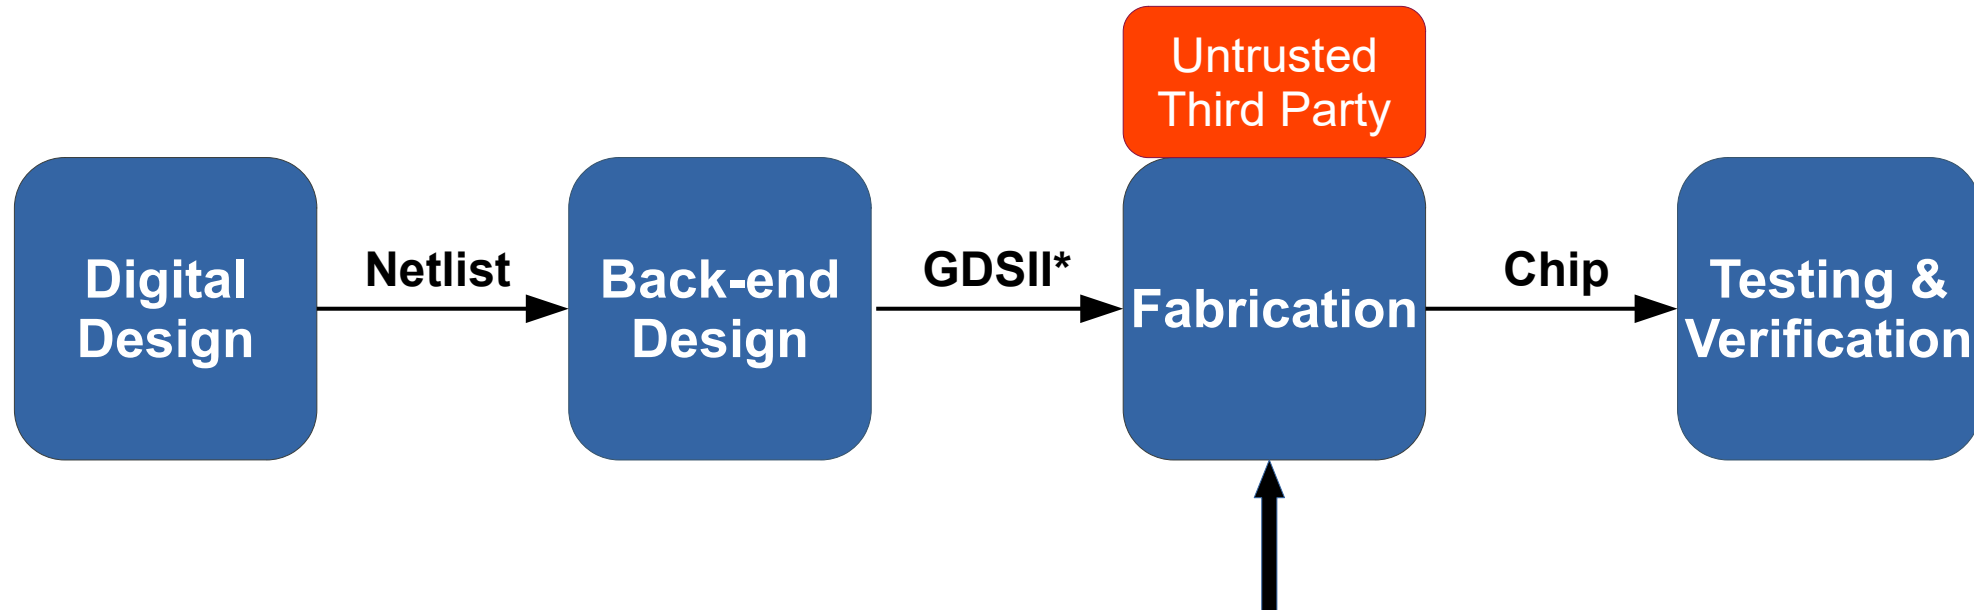 Untrusted
Third Party
Digital
Design
Netlist
Back-end
Design
GDSII*
Fabrication
Chip
Testing &
Verification